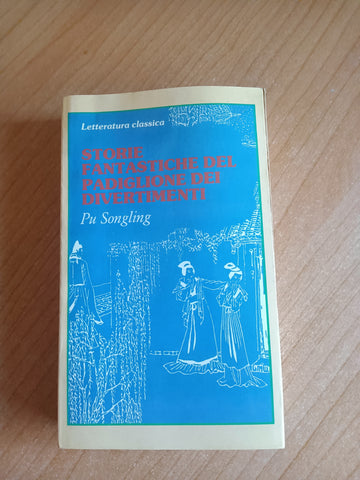 Letteratura classica
STORIE
FANTASTICHE DEL
PADIGLIONE DEI
DIVERTIMENTI
Pu Songling